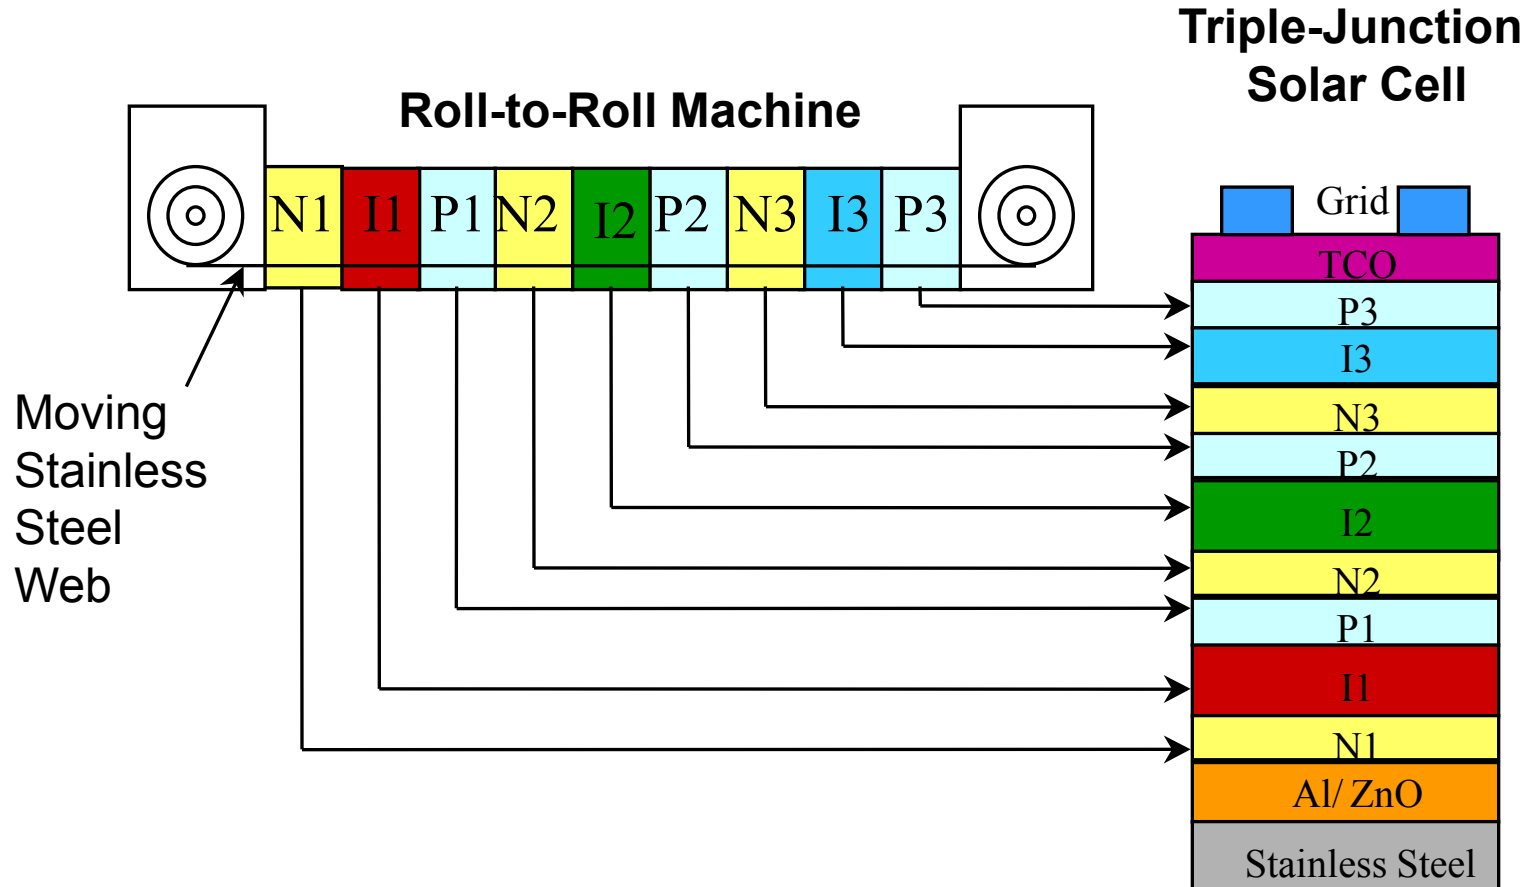 Triple-Junction
Solar Cell
Roll-to-Roll Machine
N1 I1 P1 N2 I2 P2 N3 I3 P3
Moving
Stainless
Steel
Web
Grid
TCO
P3
I3
N3
P2
I2
N2
P1
I1
N1
Al/ ZnO
Stainless Steel